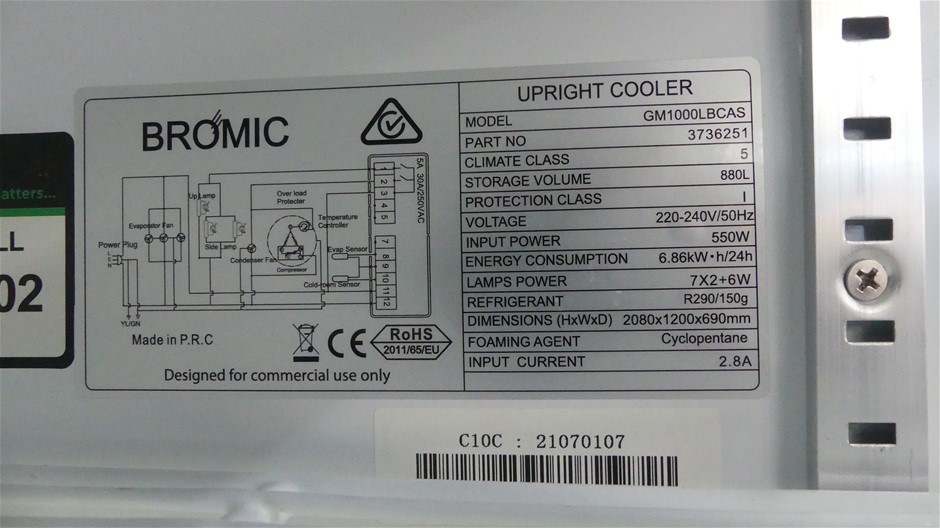 atters...
LL
02
BROMIC
UPRIGHT COOLER
MODEL GM1000LBCAS
PART NO 3736251
CLIMATE CLASS 5
STORAGE VOLUME 880L
PROTECTION CLASS I
VOLTAGE 220-240V/50Hz
INPUT POWER 550W
ENERGY CONSUMPTION 6.86kW·h/24h
LAMPS POWER 7X2+6W
REFRIGERANT R290/150g
DIMENSIONS (HxWxD) 2080x1200x690mm
FOAMING AGENT Cyclopentane
INPUT CURRENT 2.8A
Up Lamp
Over load
Protecter
Evaporator Fan
Side Lamp
Temperature
Controller
Power Plug
L
E
N
Condenser Fan
Compressor
Evap Sensor
Cold-room Sensor
YL/GN
5A 30A/250VAC
1
2
3
4
5
7
8
9
10
11
12
Made in P.R.C
CE
RoHS
2011/65/EU
Designed for commercial use only
C10C : 21070107